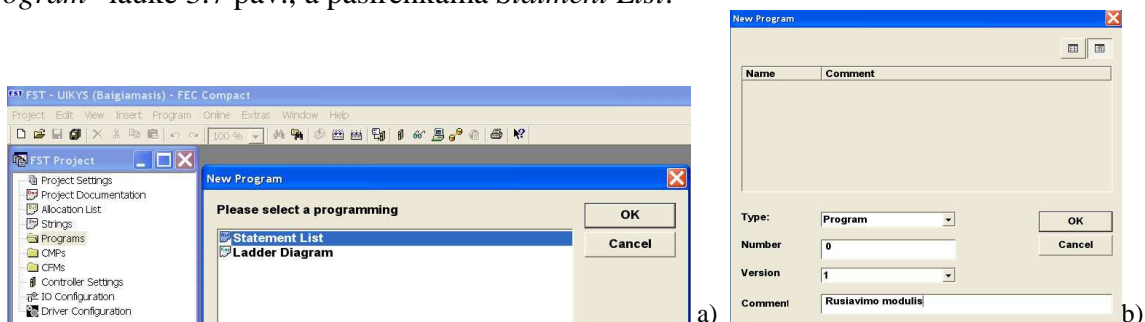 ogram“ lauke 3.7 pav., a pasirenkama Statment List.
FST - UIKYS (Baigiamasis) - FEC Compact
Project Edit View Insert Program Online Extras Window Help
100 %
FST Project
Project Settings
Project Documentation
Allocation List
Strings
Programs
CMPs
CFMs
Controller Settings
IO Configuration
Driver Configuration
New Program
Please select a programming
Statement List
Ladder Diagram
OK
Cancel
a)
New Program
Name Comment
Type: Program
Number 0
Version 1
Comment Rusiavimo modulis
OK
Cancel
b)